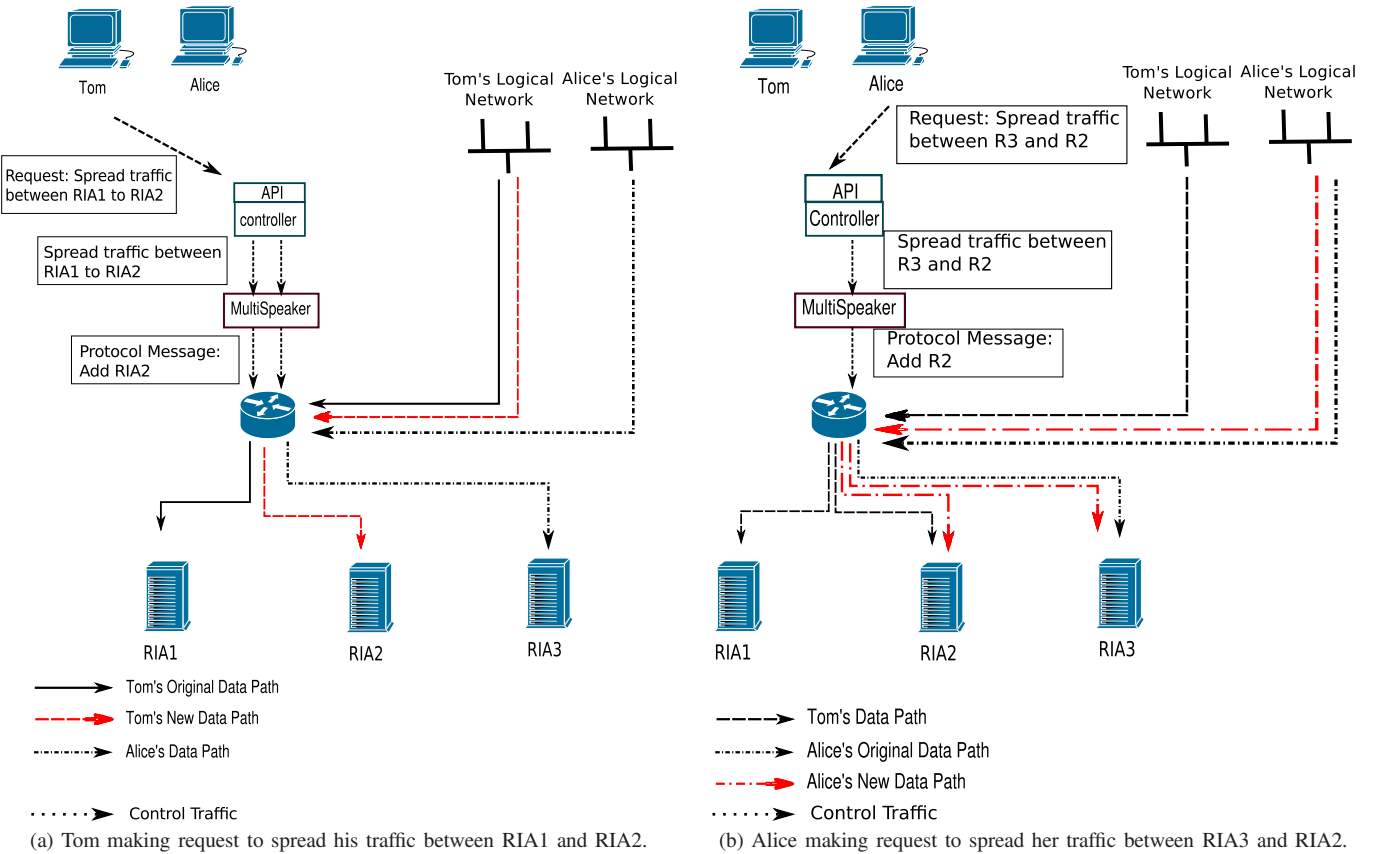 Tom
Alice
Tom's Logical
Network
Alice's Logical
Network
Request: Spread traffic
between RIA1 to RIA2
API
controller
Spread traffic between
RIA1 to RIA2
MultiSpeaker
Protocol Message:
Add RIA2
RIA1
RIA2
RIA3
Tom's Original Data Path
Tom's New Data Path
Alice's Data Path
Control Traffic
(a) Tom making request to spread his traffic between RIA1 and RIA2.
Tom
Alice
Tom's Logical
Network
Alice's Logical
Network
Request: Spread traffic
between R3 and R2
API
Controller
Spread traffic between
R3 and R2
MultiSpeaker
Protocol Message:
Add R2
RIA1
RIA2
RIA3
Tom's Data Path
Alice's Original Data Path
Alice's New Data Path
Control Traffic
(b) Alice making request to spread her traffic between RIA3 and RIA2.